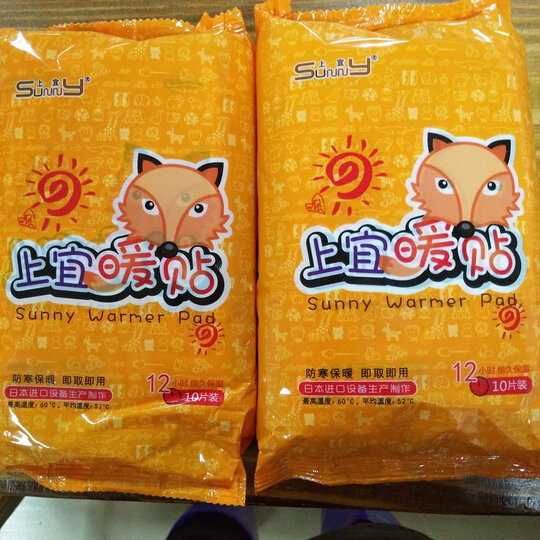 上宜
Sunny®
上宜暖贴
Sunny Warmer Pad
防寒保暖 即取即用
日本进口设备生产制作
最高温度:60℃,平均温度:52℃
12小时 恒久保温
10片装
上宜
Sunny®
上宜暖贴
Sunny Warmer Pad
防寒保暖 即取即用
日本进口设备生产制作
最高温度:60℃,平均温度:52℃
12小时 恒久保温
10片装